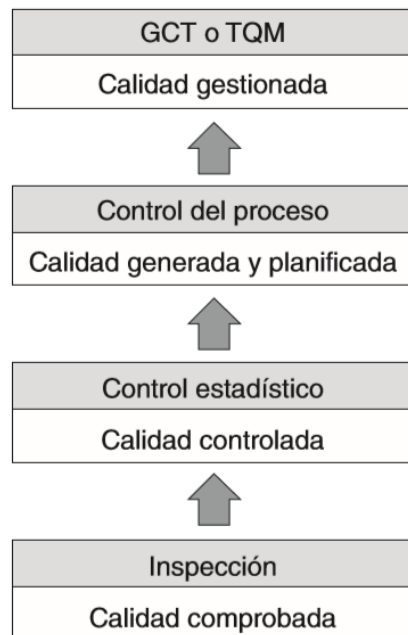 GCT o TQM
Calidad gestionada
Control del proceso
Calidad generada y planificada
Control estadístico
Calidad controlada
Inspección
Calidad comprobada